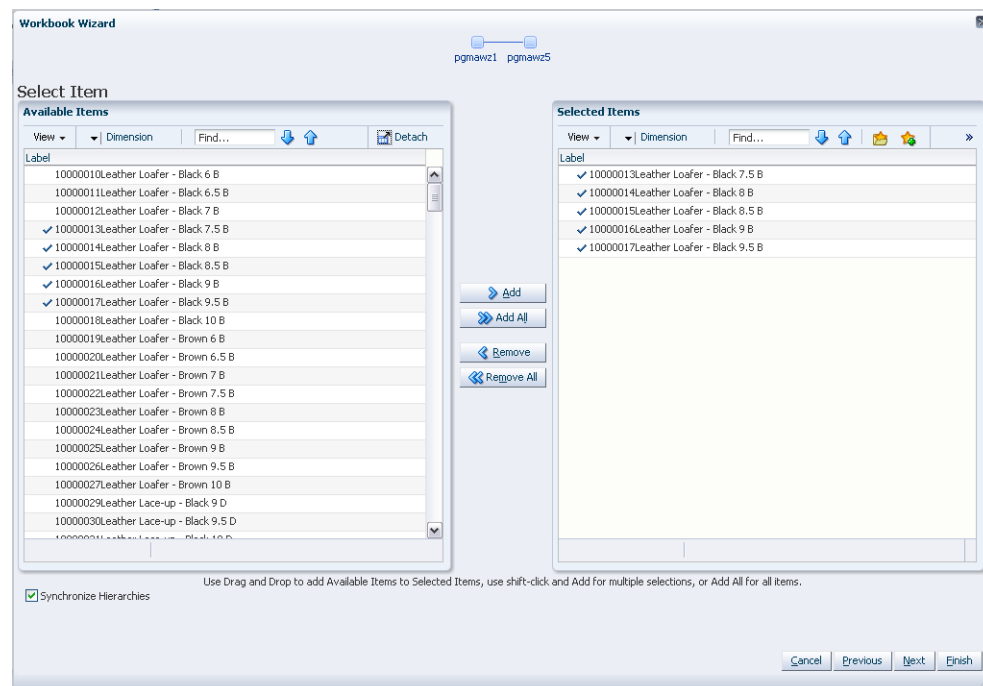 Workbook Wizard
pgmawz1 pgmawz5
Select Item
Available Items
View Dimension Find... Detach
Label
10000010Leather Loafer - Black 6 B
10000011Leather Loafer - Black 6.5 B
10000012Leather Loafer - Black 7 B
10000013Leather Loafer - Black 7.5 B
10000014Leather Loafer - Black 8 B
10000015Leather Loafer - Black 8.5 B
10000016Leather Loafer - Black 9 B
10000017Leather Loafer - Black 9.5 B
10000018Leather Loafer - Black 10 B
10000019Leather Loafer - Brown 6 B
10000020Leather Loafer - Brown 6.5 B
10000021Leather Loafer - Brown 7 B
10000022Leather Loafer - Brown 7.5 B
10000023Leather Loafer - Brown 8 B
10000024Leather Loafer - Brown 8.5 B
10000025Leather Loafer - Brown 9 B
10000026Leather Loafer - Brown 9.5 B
10000027Leather Loafer - Brown 10 B
10000029Leather Lace-up - Black 9 D
10000030Leather Lace-up - Black 9.5 D
Add
Add All
Remove
Remove All
Selected Items
View Dimension Find... »
Label
10000013Leather Loafer - Black 7.5 B
10000014Leather Loafer - Black 8 B
10000015Leather Loafer - Black 8.5 B
10000016Leather Loafer - Black 9 B
10000017Leather Loafer - Black 9.5 B
Use Drag and Drop to add Available Items to Selected Items, use shift-click and Add for multiple selections, or Add All for all items.
Synchronize Hierarchies
Cancel Previous Next Finish